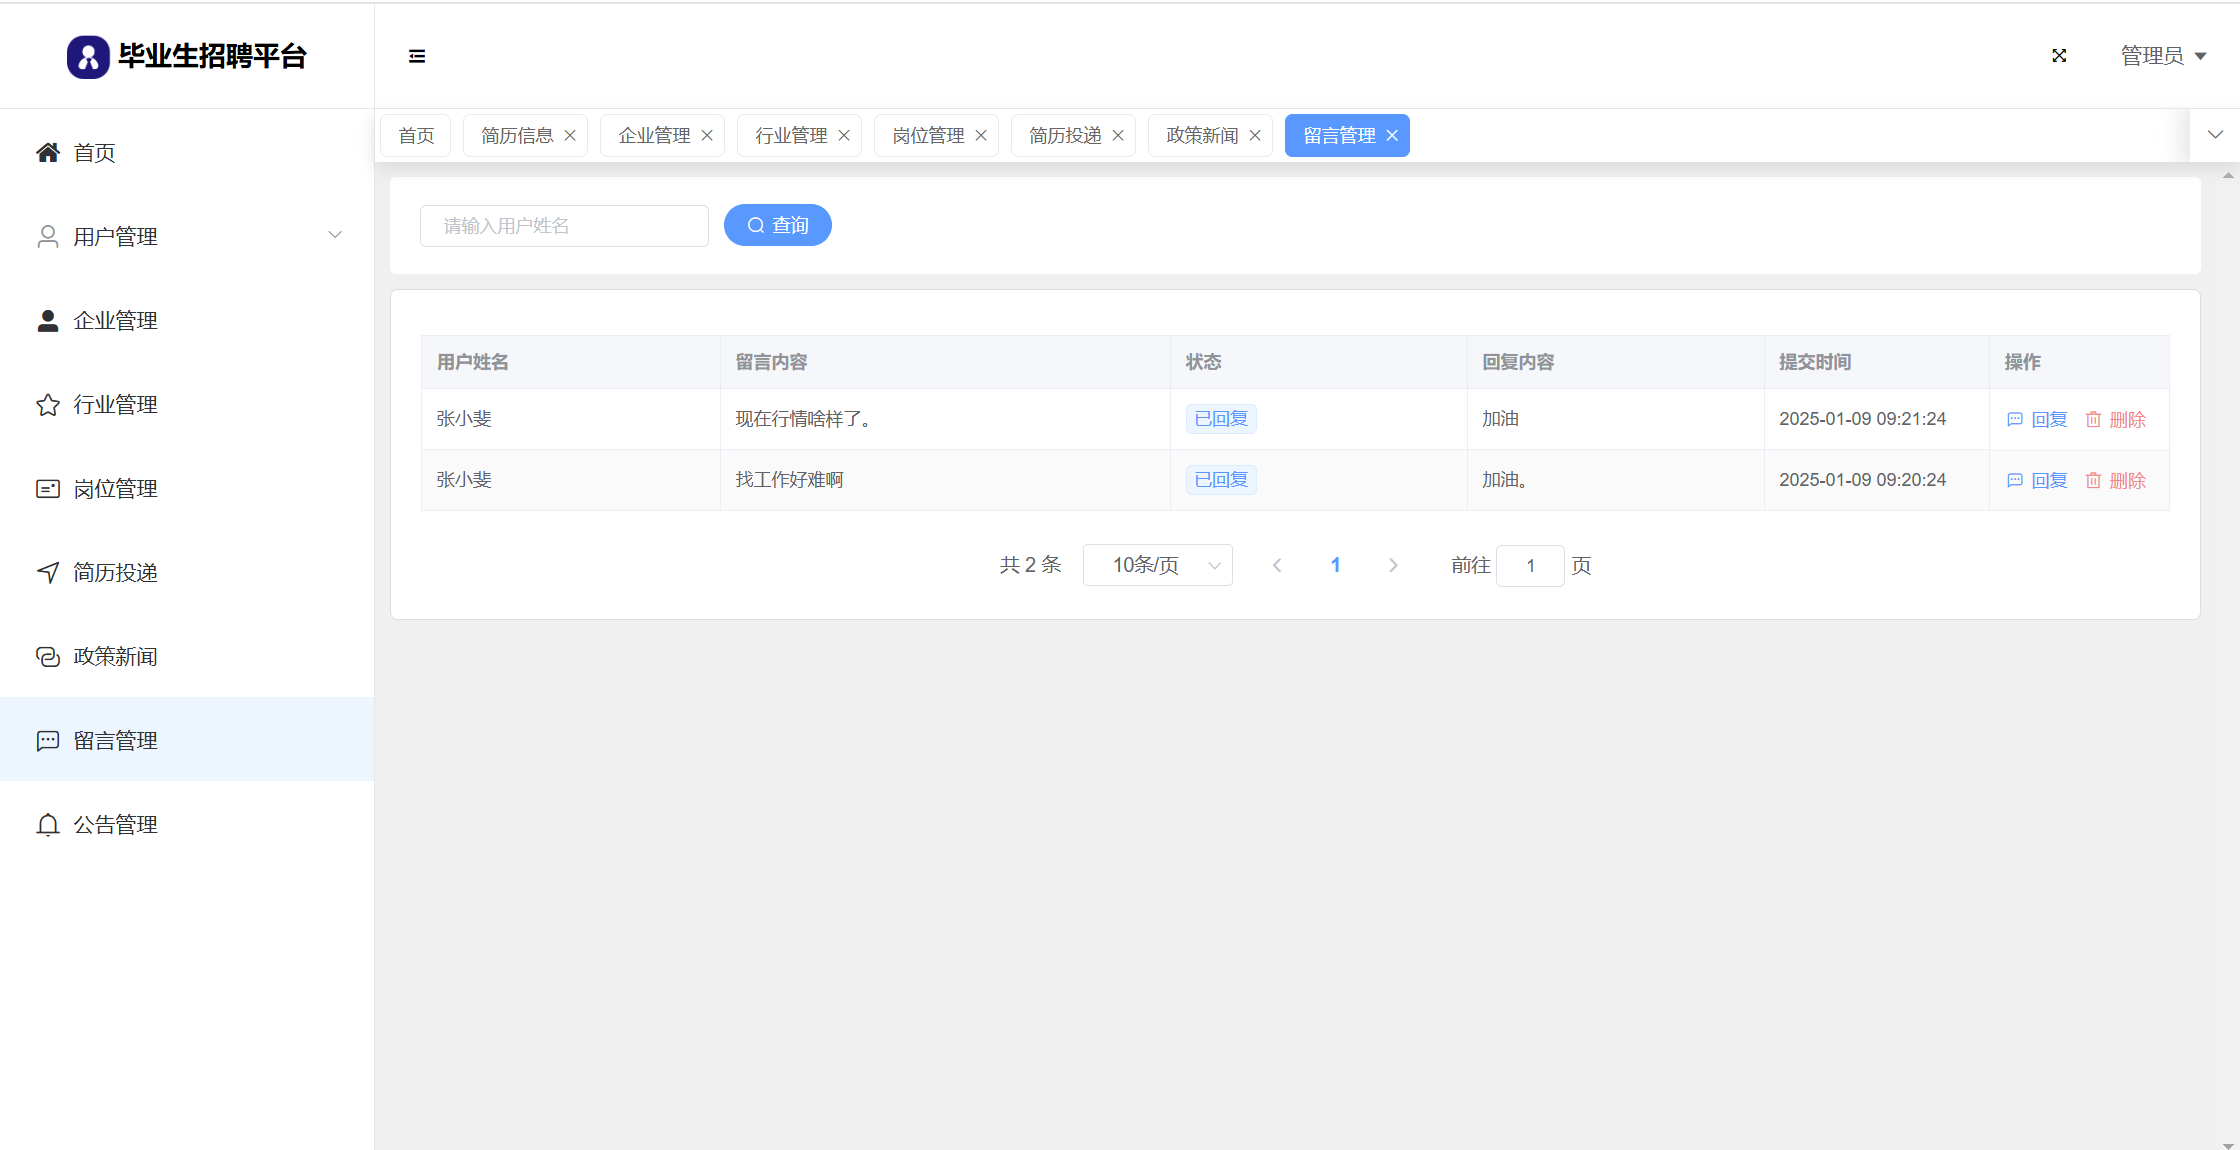 毕业生招聘平台
管理员
首页
用户管理
企业管理
行业管理
岗位管理
简历投递
政策新闻
留言管理
公告管理
首页 简历信息 企业管理 行业管理 岗位管理 简历投递 政策新闻 留言管理
请输入用户姓名 查询
用户姓名 留言内容 状态 回复内容 提交时间 操作
张小斐 现在行情啥样了。 已回复 加油 2025-01-09 09:21:24 回复 删除
张小斐 找工作好难啊 已回复 加油。 2025-01-09 09:20:24 回复 删除
共 2 条 10条/页 1 前往 1 页